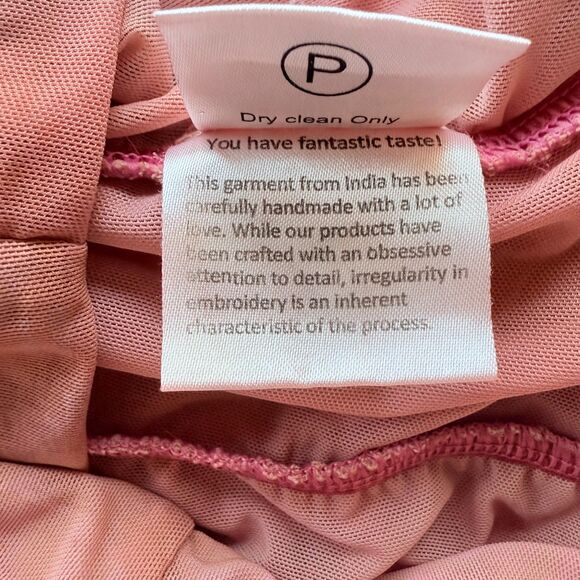 P
Dry clean Only
You have fantastic taste!
This garment from India has been
carefully handmade with a lot of
love. While our products have
been crafted with an obsessive
attention to detail, irregularity in
embroidery is an inherent
characteristic of the process.